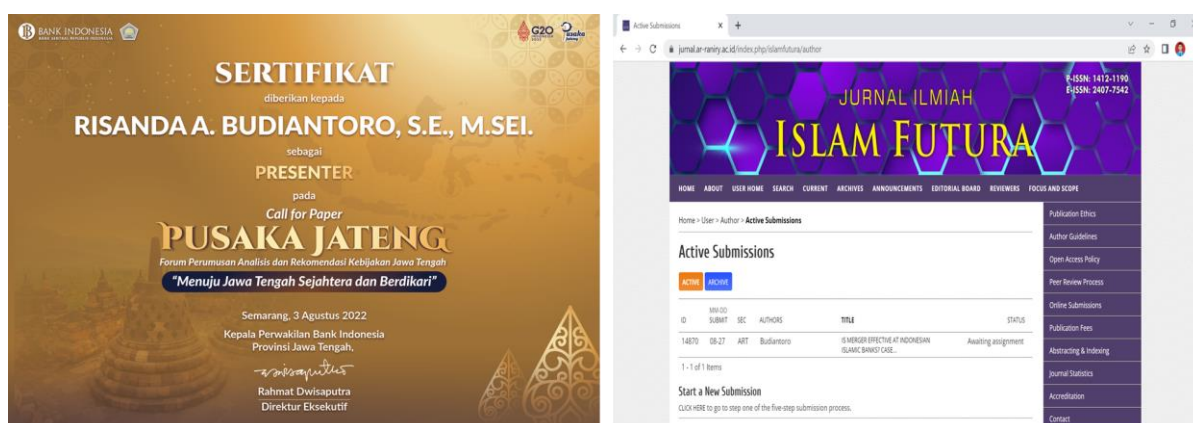 BANK INDONESIA
BANK SENTRAL REPUBLIK INDONESIA
G20
Pusaka
Jateng
SERTIFIKAT
diberikan kepada
RISANDA A. BUDIANTORO, S.E., M.SEI.
sebagai
PRESENTER
pada
Call for Paper
PUSAKA JATENG
Forum Perumusan Analisis dan Rekomendasi Kebijakan Jawa Tengah
"Menuju Jawa Tengah Sejahtera dan Berdikari"
Semarang, 3 Agustus 2022
Kepala Perwakilan Bank Indonesia
Provinsi Jawa Tengah,
Rahmat Dwisaputra
Direktur Eksekutif
Active Submissions
jurnal.ar-raniry.ac.id/index.php/islamfutura/author
P-ISSN: 1412-1190
E-ISSN: 2407-7542
JURNAL ILMIAH
ISLAM FUTURA
HOME ABOUT USER HOME SEARCH CURRENT ARCHIVES ANNOUNCEMENTS EDITORIAL BOARD REVIEWERS FOCUS AND SCOPE
Home > User > Author > Active Submissions
Active Submissions
ACTIVE ARCHIVE
ID MM-DD SUBMIT SEC AUTHORS TITLE STATUS
14870 08-27 ART Budiantoro IS MERGER EFFECTIVE AT INDONESIAN ISLAMIC BANKS? CASE... Awaiting assignment
1 - 1 of 1 Items
Start a New Submission
CLICK HERE to go to step one of the five-step submission process.
Publication Ethics
Author Guidelines
Open Access Policy
Peer Review Process
Online Submissions
Publication Fees
Abstracting & Indexing
Journal Statistics
Accreditation
Contact